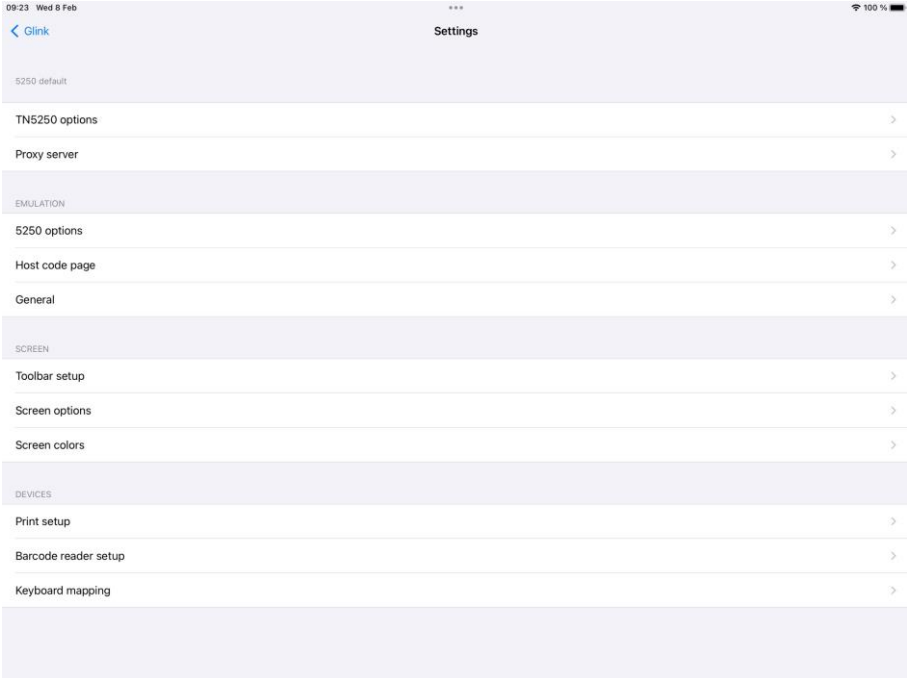 09:23 Wed 8 Feb
100 %
Glink
Settings
5250 default
TN5250 options
Proxy server
EMULATION
5250 options
Host code page
General
SCREEN
Toolbar setup
Screen options
Screen colors
DEVICES
Print setup
Barcode reader setup
Keyboard mapping